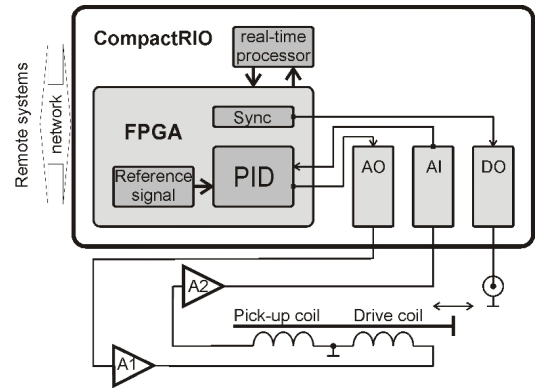 CompactRIO
real-time
processor
Remote systems
network
FPGA
Sync
Reference
signal
PID
AO
AI
DO
A2
Pick-up coil
Drive coil
A1